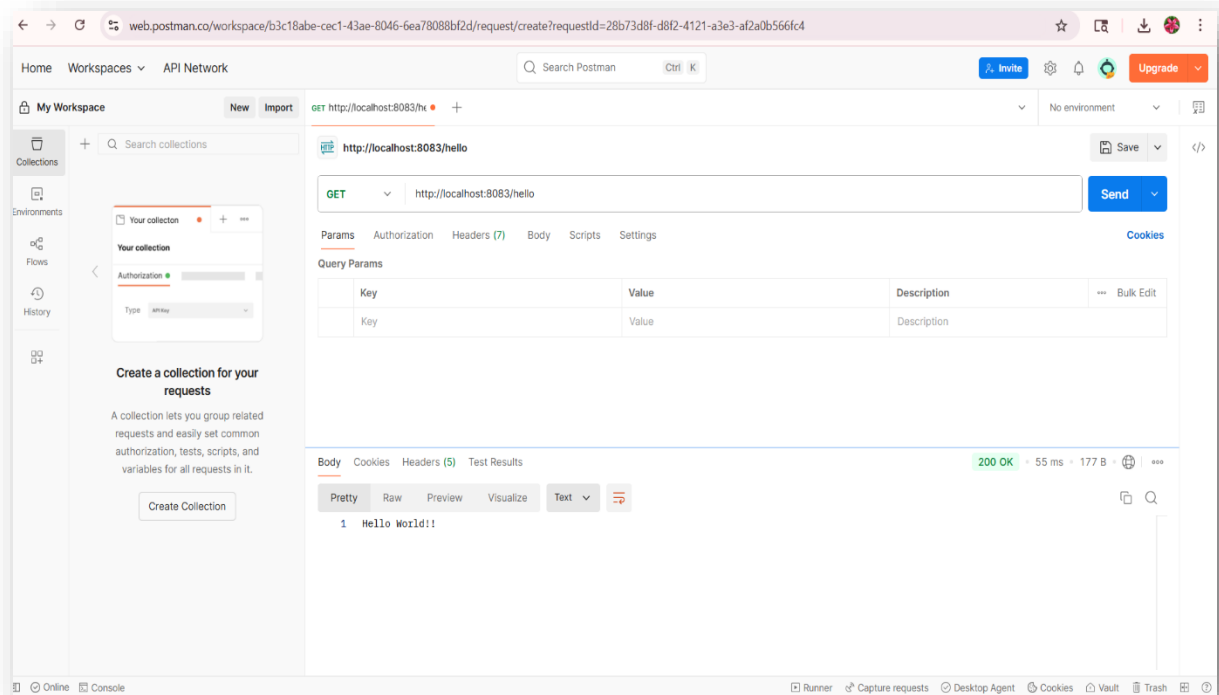 web.postman.co/workspace/b3c18abe-cec1-43ae-8046-6ea78088bf2d/request/create?requestId=28b73d8f-d8f2-4121-a3e3-af2a0b566fc4
Home Workspaces API Network Search Postman Ctrl K Invite Upgrade
My Workspace New Import GET http://localhost:8083/he No environment
Collections
Search collections
HTTP http://localhost:8083/hello Save
Environments
GET http://localhost:8083/hello Send
Flows
History
Your collecton
Your collection
Authorization
Type API Key
Create a collection for your
requests
A collection lets you group related
requests and easily set common
authorization, tests, scripts, and
variables for all requests in it.
Create Collection
Params Authorization Headers (7) Body Scripts Settings Cookies
Query Params
Key Value Description Bulk Edit
Key Value Description
Body Cookies Headers (5) Test Results 200 OK 55 ms 177 B
Pretty Raw Preview Visualize Text
1 Hello World!!
Online Console Runner Capture requests Desktop Agent Cookies Vault Trash